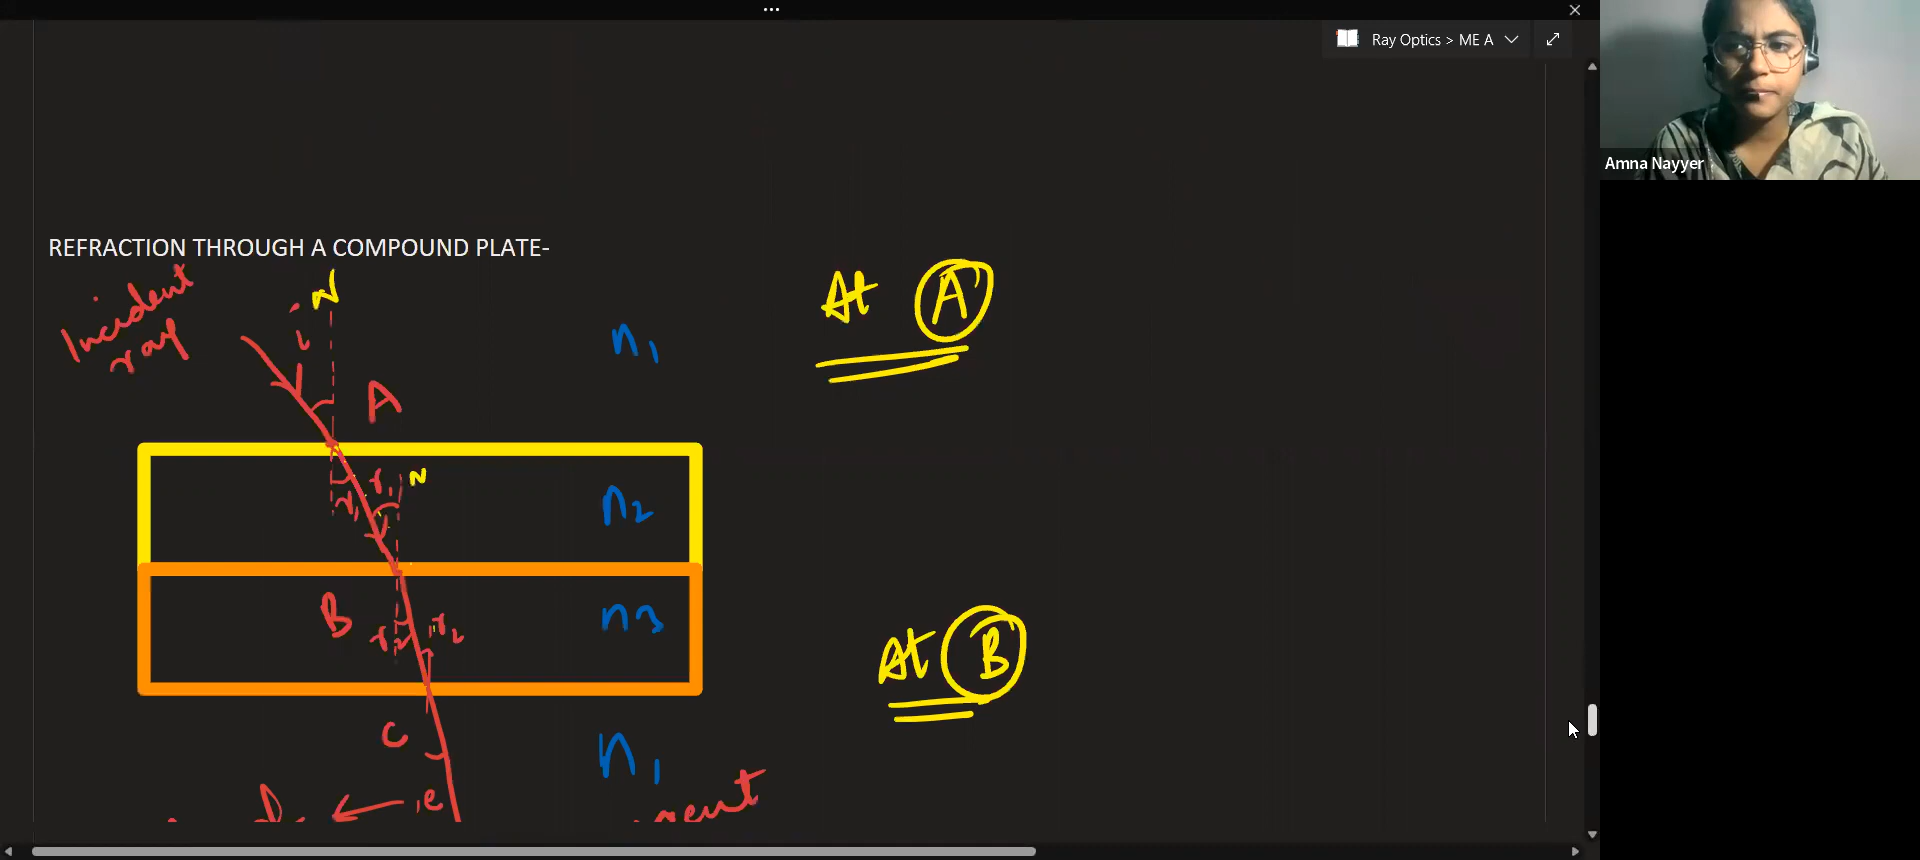 Ray Optics > ME A
Amna Nayyer
REFRACTION THROUGH A COMPOUND PLATE-
Incident
ray
i
N
n1
At A
A
r1
N
r1
n2
B
r2
r2
n3
At B
C
n1
e